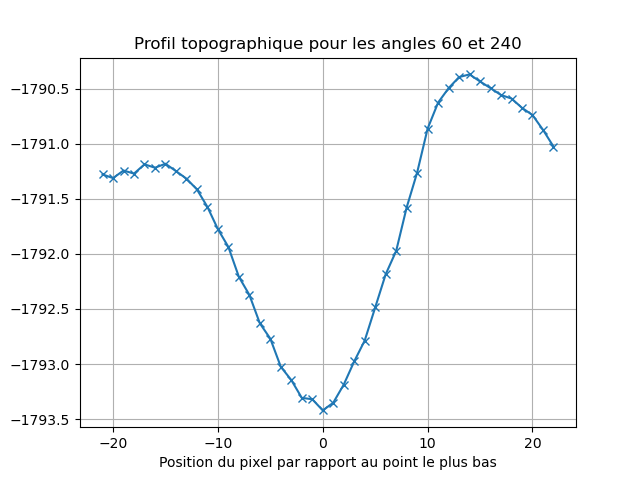 Profil topographique pour les angles 60 et 240
−1790.5
−1791.0
−1791.5
−1792.0
−1792.5
−1793.0
−1793.5
−20 −10 0 10 20
Position du pixel par rapport au point le plus bas